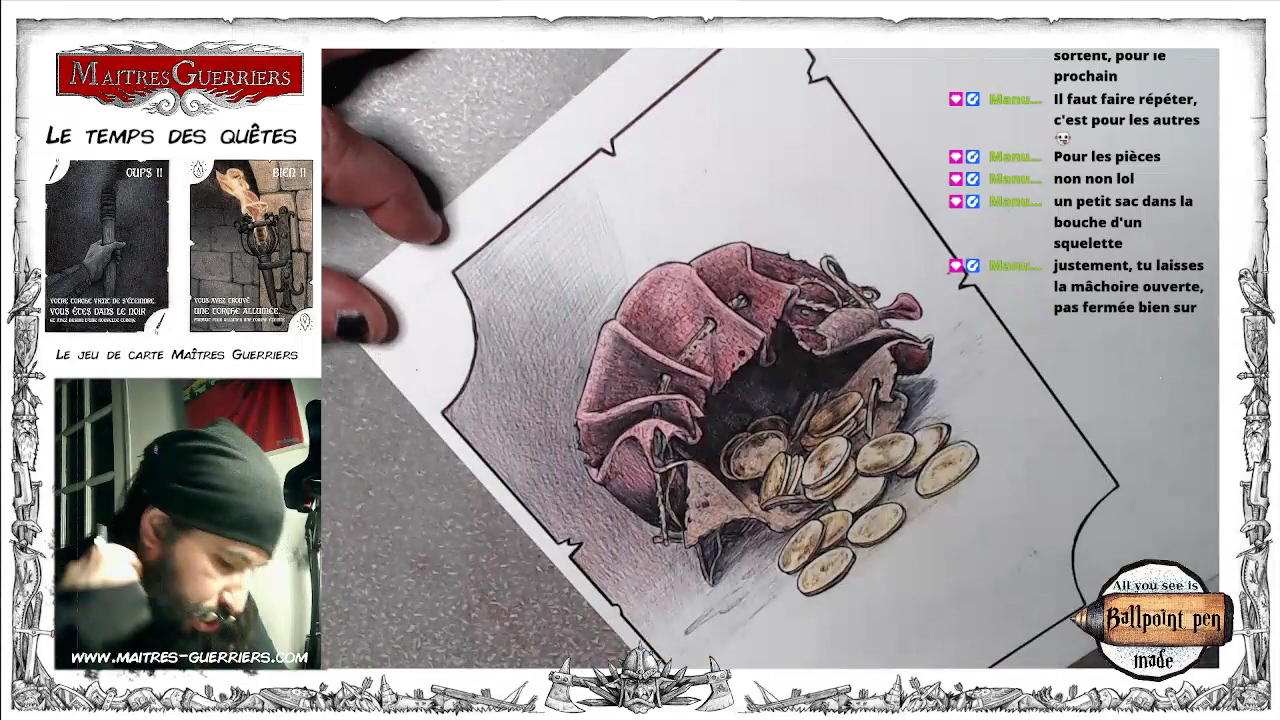 MAITRES GUERRIERS
LE TEMPS DES QUÊTES
OUPS !!
VOTRE TORCHE VIENT DE S'ÉTEINDRE.
VOUS ÊTES DANS LE NOIR
BIEN !!
VOUS AVEZ TROUVÉ
UNE TORCHE ALLUMÉE.
LE JEU DE CARTE MAÎTRES GUERRIERS
WWW.MAITRES-GUERRIERS.COM
sortent, pour le
prochain
Manu... Il faut faire répéter,
c'est pour les autres
Manu... Pour les pièces
Manu... non non lol
Manu... un petit sac dans la
bouche d'un
squelette
Manu... justement, tu laisses
la mâchoire ouverte,
pas fermée bien sur
All you see is
Ballpoint pen
made